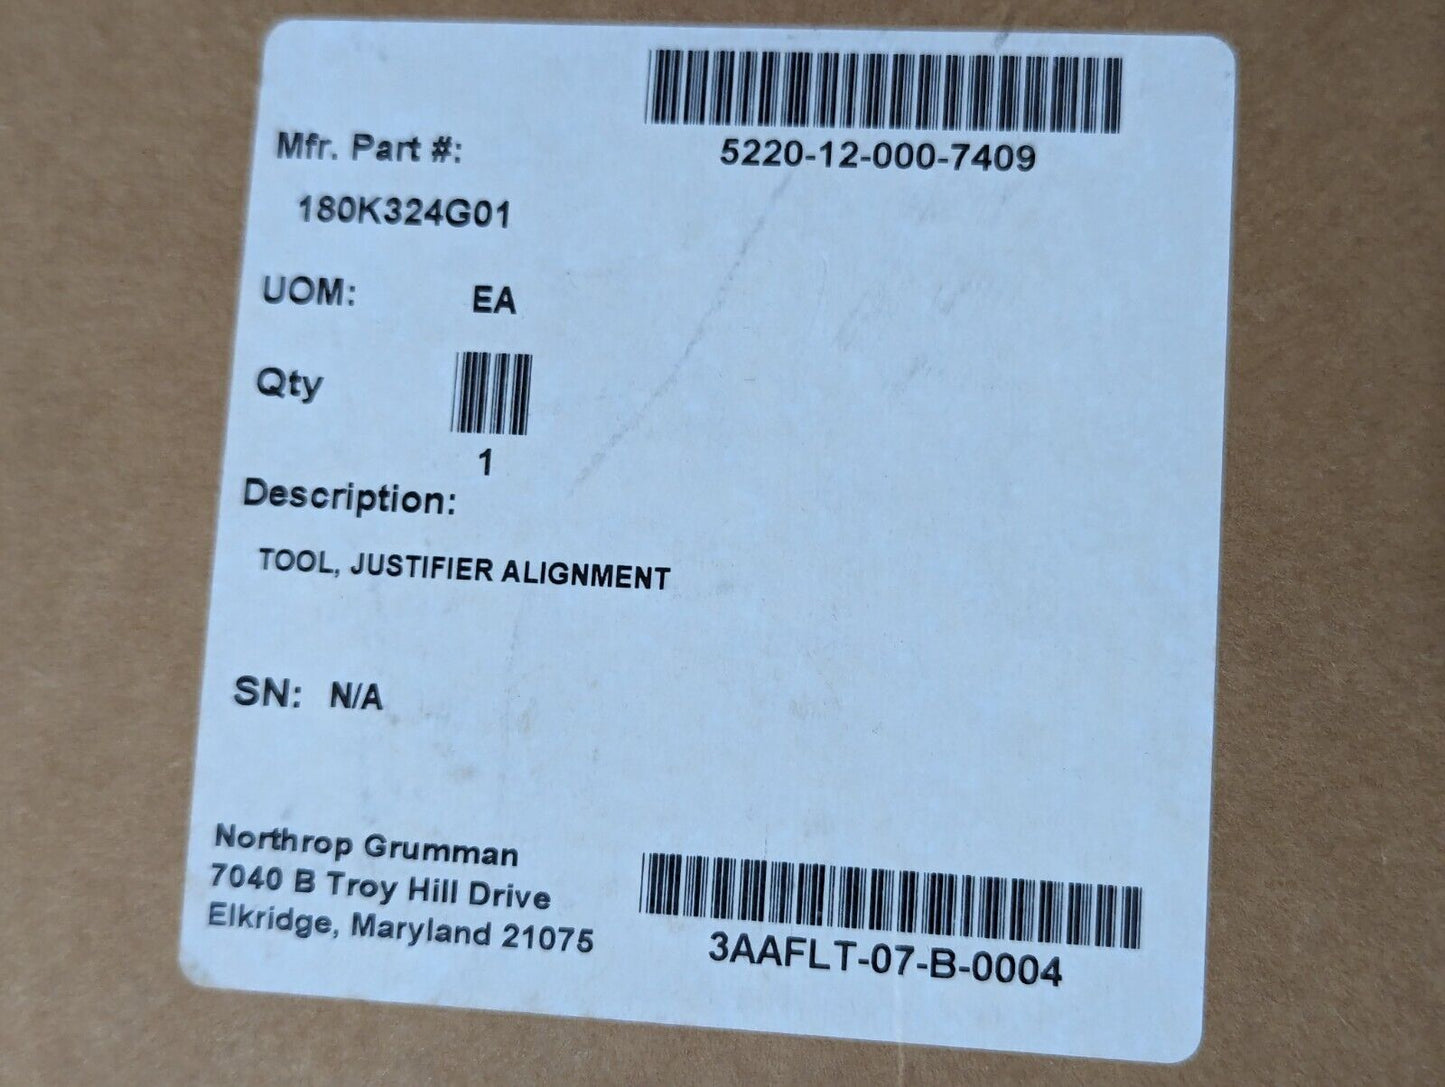 5220-12-000-7409
Mfr. Part #:
180K324G01
UOM: EA
Qty
1
Description:
TOOL, JUSTIFIER ALIGNMENT
SN: N/A
Northrop Grumman
7040 B Troy Hill Drive
Elkridge, Maryland 21075
3AAFLT-07-B-0004